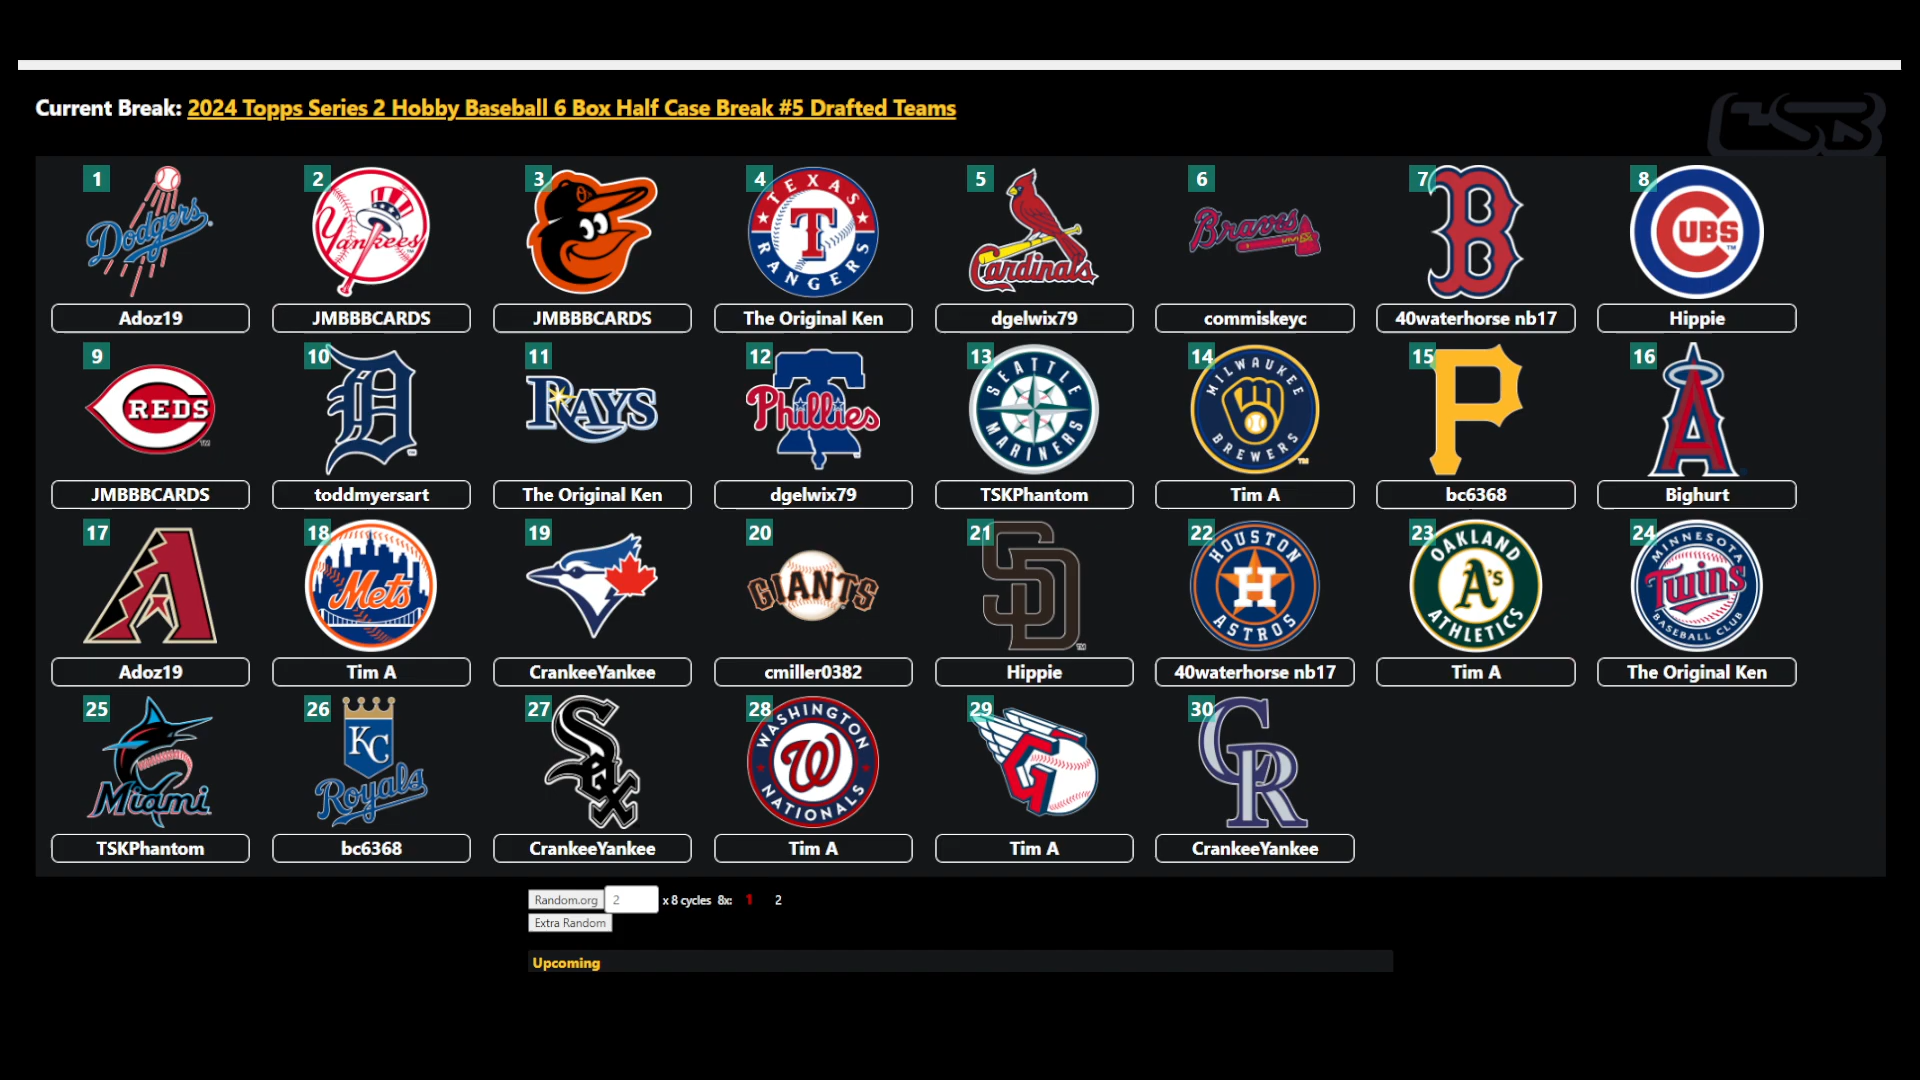 Current Break: 2024 Topps Series 2 Hobby Baseball 6 Box Half Case Break #5 Drafted Teams
CSB
1 2 3 4 5 6 7 8
Dodgers Yankees TEXAS T RANGERS Cardinals Braves B CUBS
Adoz19 JMBBBCARDS JMBBBCARDS The Original Ken dgelwix79 commiskeyc 40waterhorse nb17 Hippie
9 10 11 12 13 14 15 16
REDS D RAYS Phillies SEATTLE MARINERS MILWAUKEE BREWERS P A
JMBBBCARDS toddmyersart The Original Ken dgelwix79 TSKPhantom Tim A bc6368 Bighurt
17 18 19 20 21 22 23 24
A Mets GIANTS SD HOUSTON H ASTROS OAKLAND A's ATHLETICS MINNESOTA Twins BASEBALL CLUB
Adoz19 Tim A CrankeeYankee cmiller0382 Hippie 40waterhorse nb17 Tim A The Original Ken
25 26 27 28 29 30
Miami KC Royals Sox WASHINGTON W NATIONALS G CR
TSKPhantom bc6368 CrankeeYankee Tim A Tim A CrankeeYankee
Random.org 2 x 8 cycles 8x: 1 2
Extra Random
Upcoming